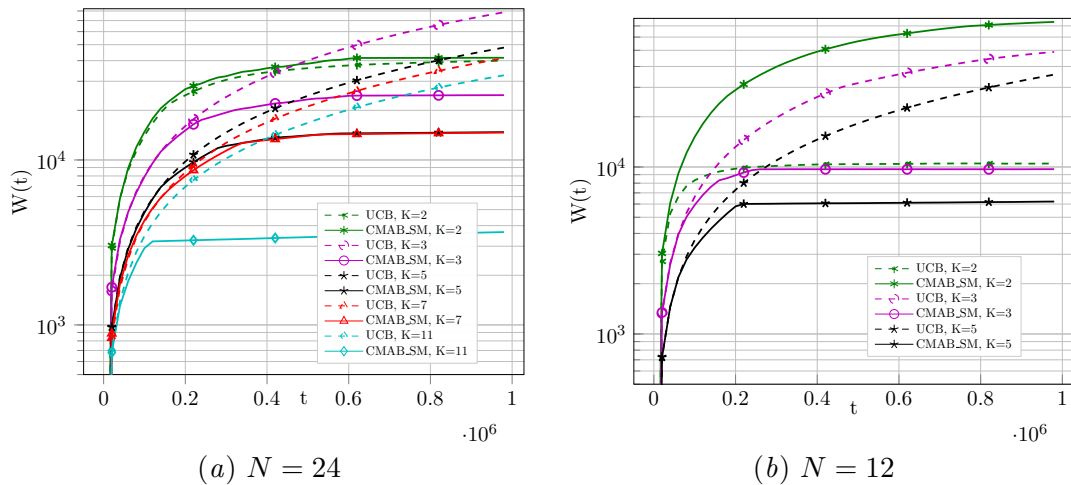 W(t)
10^4
10^3
UCB, K=2
CMAB_SM, K=2
UCB, K=3
CMAB_SM, K=3
UCB, K=5
CMAB_SM, K=5
UCB, K=7
CMAB_SM, K=7
UCB, K=11
CMAB_SM, K=11
0 0.2 0.4 0.6 0.8 1
t
·10^6
(a) N = 24
W(t)
10^4
10^3
UCB, K=2
CMAB_SM, K=2
UCB, K=3
CMAB_SM, K=3
UCB, K=5
CMAB_SM, K=5
0 0.2 0.4 0.6 0.8 1
t
·10^6
(b) N = 12